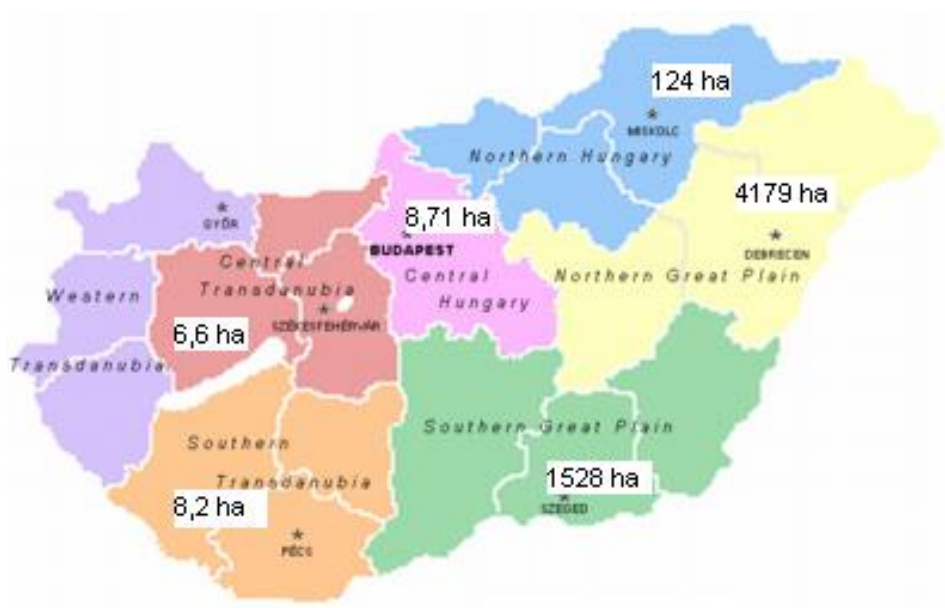 124 ha
MISKOLC
Northern Hungary
4179 ha
GYŐR
8,71 ha
BUDAPEST
DEBRECEN
Central
Transdanubia
Central
Hungary
Northern Great Plain
Western
SZÉKESFEHÉRVÁR
6,6 ha
Transdanubia
Southern Great Plain
Southern
Transdanubia
1528 ha
8,2 ha
SZEGED
PÉCS